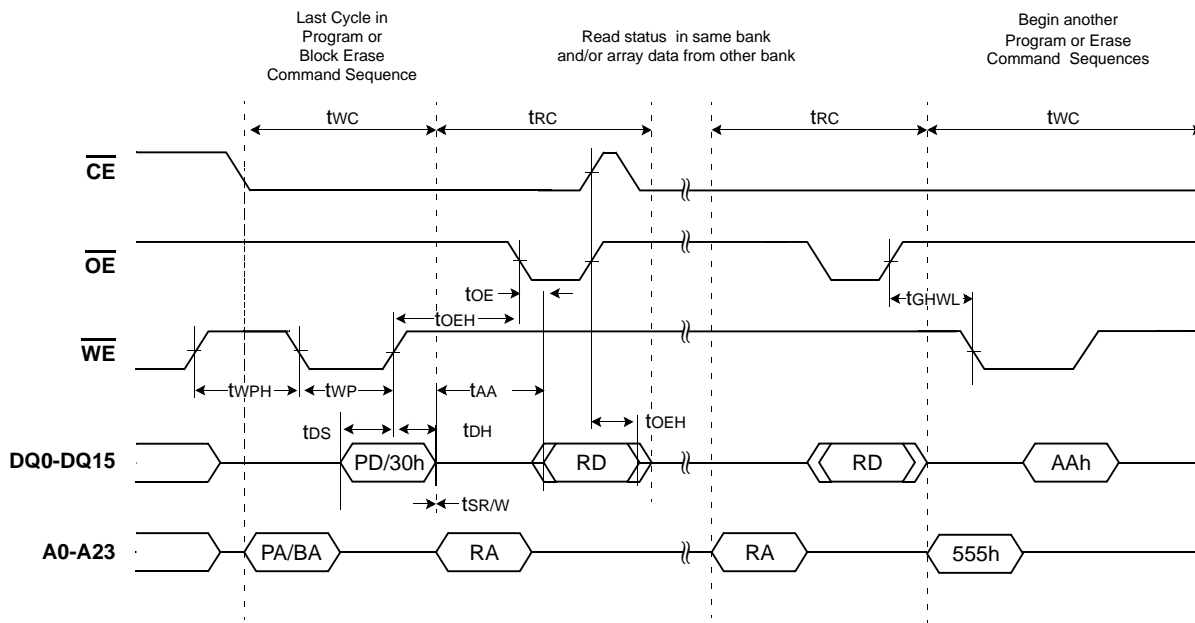 Last Cycle in
Program or
Block Erase
Command Sequence
Read status in same bank
and/or array data from other bank
Begin another
Program or Erase
Command Sequences
tWC
tRC
tRC
tWC
CE
OE
tOE
tGHWL
tOEH
WE
tWPH
tWP
tAA
tDS
tDH
tOEH
DQ0-DQ15
PD/30h
RD
RD
AAh
tSR/W
A0-A23
PA/BA
RA
RA
555h